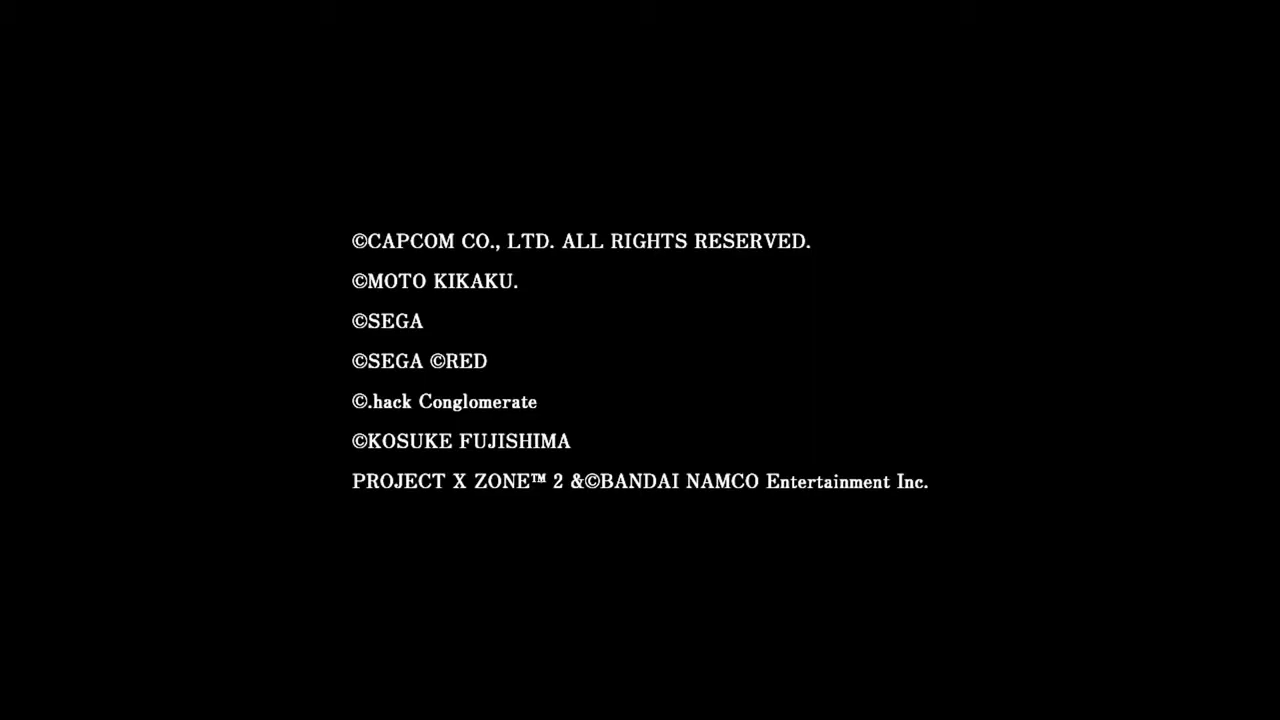 ©CAPCOM CO., LTD. ALL RIGHTS RESERVED.
©MOTO KIKAKU.
©SEGA
©SEGA ©RED
©.hack Conglomerate
©KOSUKE FUJISHIMA
PROJECT X ZONE™ 2 &©BANDAI NAMCO Entertainment Inc.